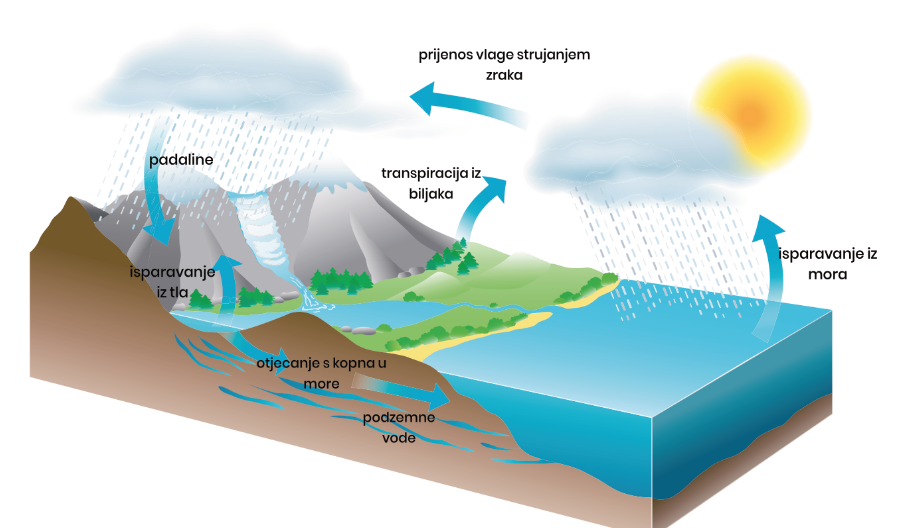 prijenos vlage strujanjem
zraka
padaline
transpiracija iz
biljaka
isparavanje iz
mora
isparavanje
iz tla
otjecanje s kopna u
more
podzemne
vode